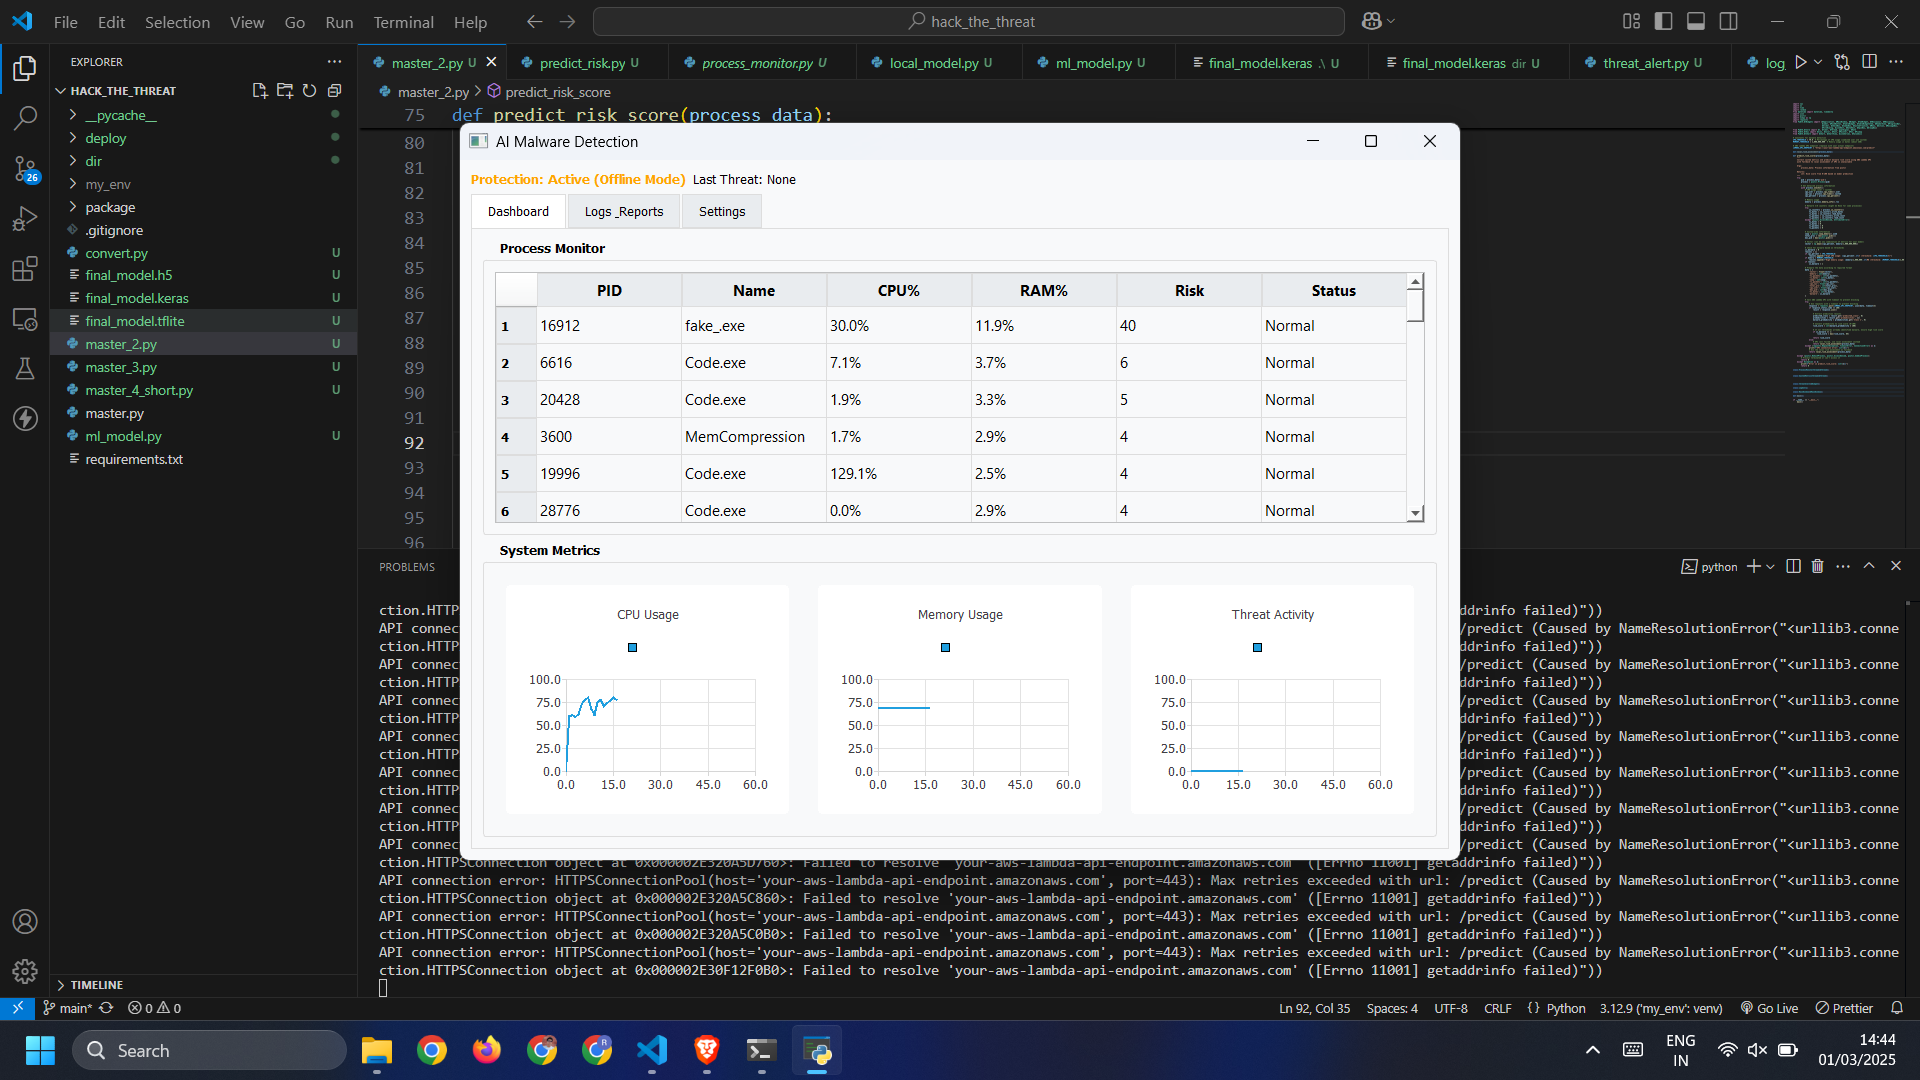 File Edit Selection View Go Run Terminal Help
hack_the_threat
EXPLORER
HACK_THE_THREAT
__pycache__
deploy
dir
my_env
package
.gitignore
convert.py U
final_model.h5 U
final_model.keras U
final_model.tflite U
master_2.py U
master_3.py U
master_4_short.py U
master.py
ml_model.py U
requirements.txt
TIMELINE
26
master_2.py U predict_risk.py U process_monitor.py U local_model.py U ml_model.py U final_model.keras .\ U final_model.keras dir U threat_alert.py U log_
master_2.py > predict_risk_score
75 def predict_risk_score(process_data):
80
81
82
83
84
85
86
87
88
89
90
91
92
93
94
95
96
AI Malware Detection
Protection: Active (Offline Mode) Last Threat: None
Dashboard Logs _Reports Settings
Process Monitor
PID Name CPU% RAM% Risk Status
1 16912 fake_.exe 30.0% 11.9% 40 Normal
2 6616 Code.exe 7.1% 3.7% 6 Normal
3 20428 Code.exe 1.9% 3.3% 5 Normal
4 3600 MemCompression 1.7% 2.9% 4 Normal
5 19996 Code.exe 129.1% 2.5% 4 Normal
6 28776 Code.exe 0.0% 2.9% 4 Normal
System Metrics
CPU Usage
100.0
75.0
50.0
25.0
0.0
0.0 15.0 30.0 45.0 60.0
Memory Usage
100.0
75.0
50.0
25.0
0.0
0.0 15.0 30.0 45.0 60.0
Threat Activity
100.0
75.0
50.0
25.0
0.0
0.0 15.0 30.0 45.0 60.0
PROBLEMS
python
ction.HTTP ddrinfo failed)"))
API connec /predict (Caused by NameResolutionError("<urllib3.conne
ction.HTTP ddrinfo failed)"))
API connec /predict (Caused by NameResolutionError("<urllib3.conne
ction.HTTP ddrinfo failed)"))
API connec /predict (Caused by NameResolutionError("<urllib3.conne
ction.HTTP ddrinfo failed)"))
API connec /predict (Caused by NameResolutionError("<urllib3.conne
ction.HTTP ddrinfo failed)"))
API connec /predict (Caused by NameResolutionError("<urllib3.conne
ction.HTTP ddrinfo failed)"))
API connec /predict (Caused by NameResolutionError("<urllib3.conne
ction.HTTP ddrinfo failed)"))
API connec /predict (Caused by NameResolutionError("<urllib3.conne
ction.HTTPSConnection object at 0x000002E320A5D760>: Failed to resolve 'your-aws-lambda-api-endpoint.amazonaws.com' ([Errno 11001] getaddrinfo failed)"))
API connection error: HTTPSConnectionPool(host='your-aws-lambda-api-endpoint.amazonaws.com', port=443): Max retries exceeded with url: /predict (Caused by NameResolutionError("<urllib3.conne
ction.HTTPSConnection object at 0x000002E320A5C860>: Failed to resolve 'your-aws-lambda-api-endpoint.amazonaws.com' ([Errno 11001] getaddrinfo failed)"))
API connection error: HTTPSConnectionPool(host='your-aws-lambda-api-endpoint.amazonaws.com', port=443): Max retries exceeded with url: /predict (Caused by NameResolutionError("<urllib3.conne
ction.HTTPSConnection object at 0x000002E320A5C0B0>: Failed to resolve 'your-aws-lambda-api-endpoint.amazonaws.com' ([Errno 11001] getaddrinfo failed)"))
API connection error: HTTPSConnectionPool(host='your-aws-lambda-api-endpoint.amazonaws.com', port=443): Max retries exceeded with url: /predict (Caused by NameResolutionError("<urllib3.conne
ction.HTTPSConnection object at 0x000002E30F12F0B0>: Failed to resolve 'your-aws-lambda-api-endpoint.amazonaws.com' ([Errno 11001] getaddrinfo failed)"))
main* 0 0 Ln 92, Col 35 Spaces: 4 UTF-8 CRLF {} Python 3.12.9 ('my_env': venv) Go Live Prettier
Search
R
ENG
IN
14:44
01/03/2025